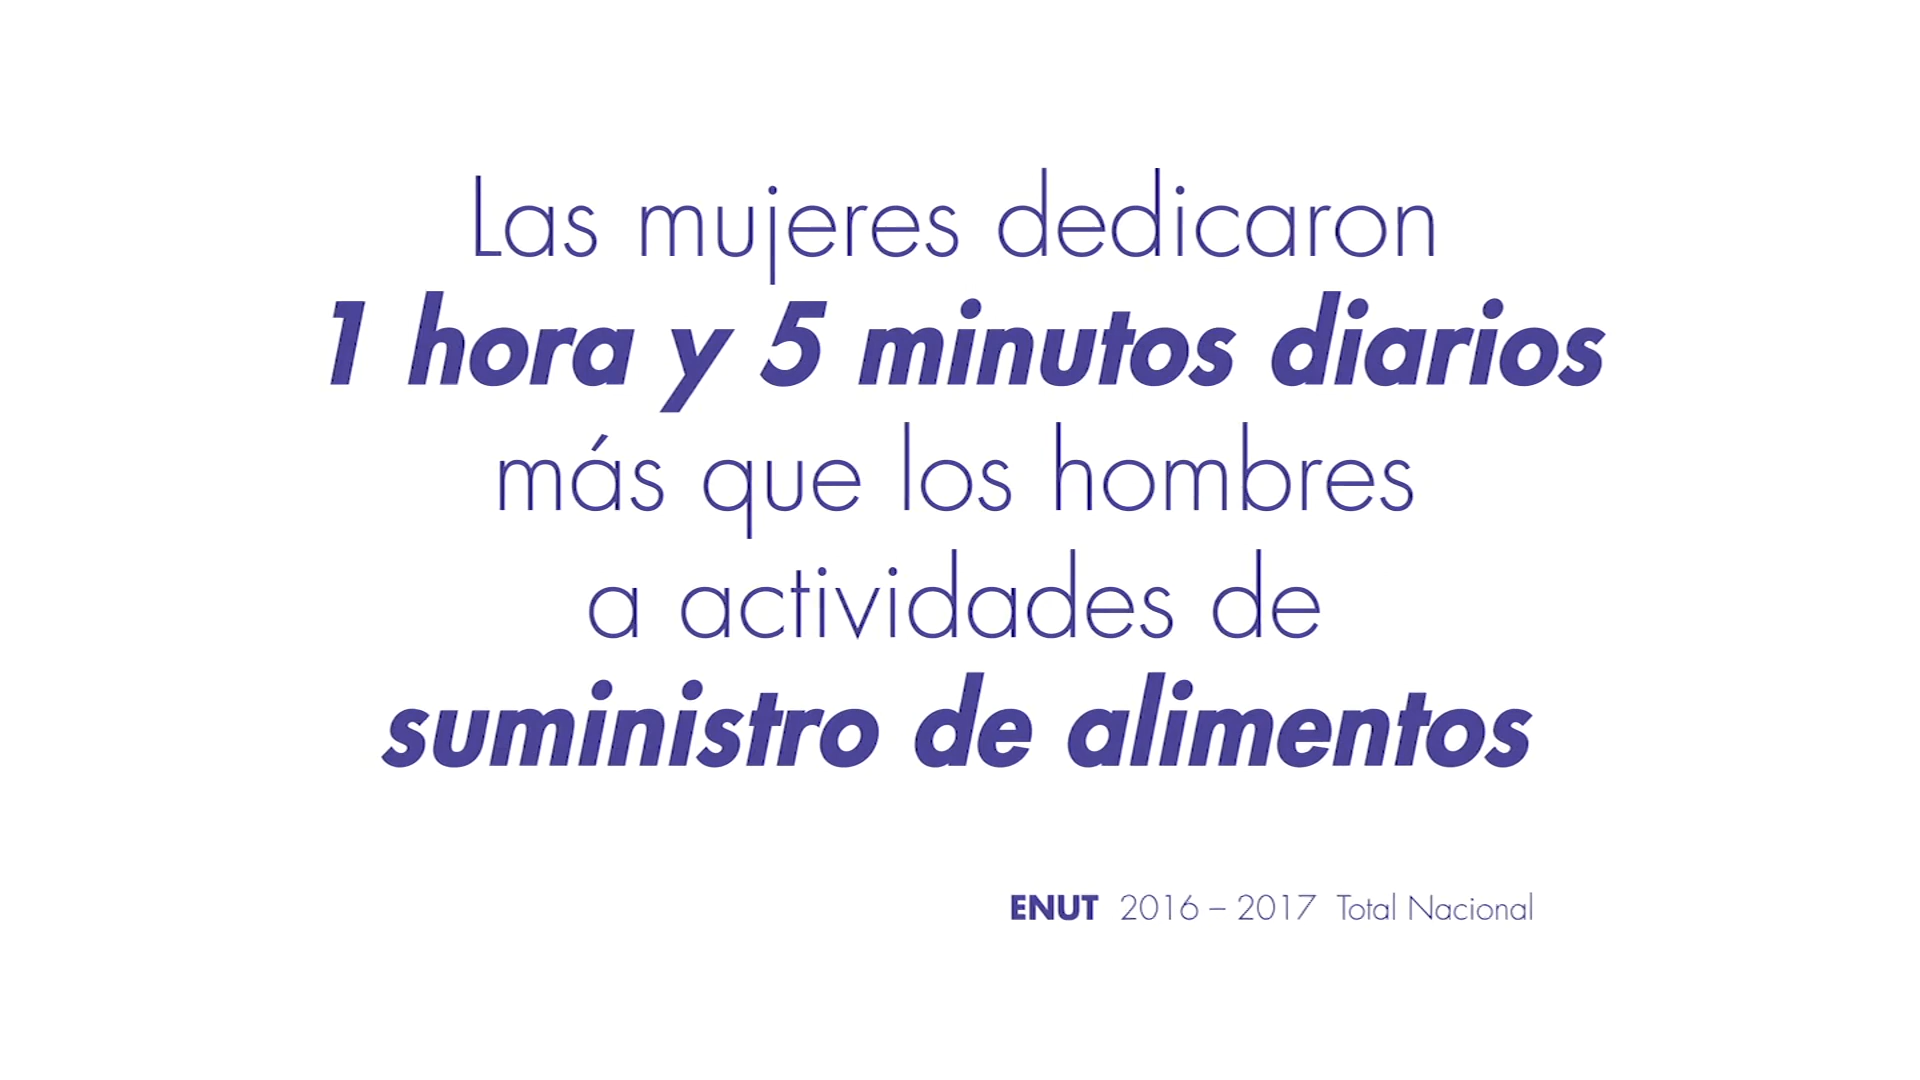 Las mujeres dedicaron
1 hora y 5 minutos diarios
más que los hombres
a actividades de
suministro de alimentos
ENUT 2016 – 2017 Total Nacional